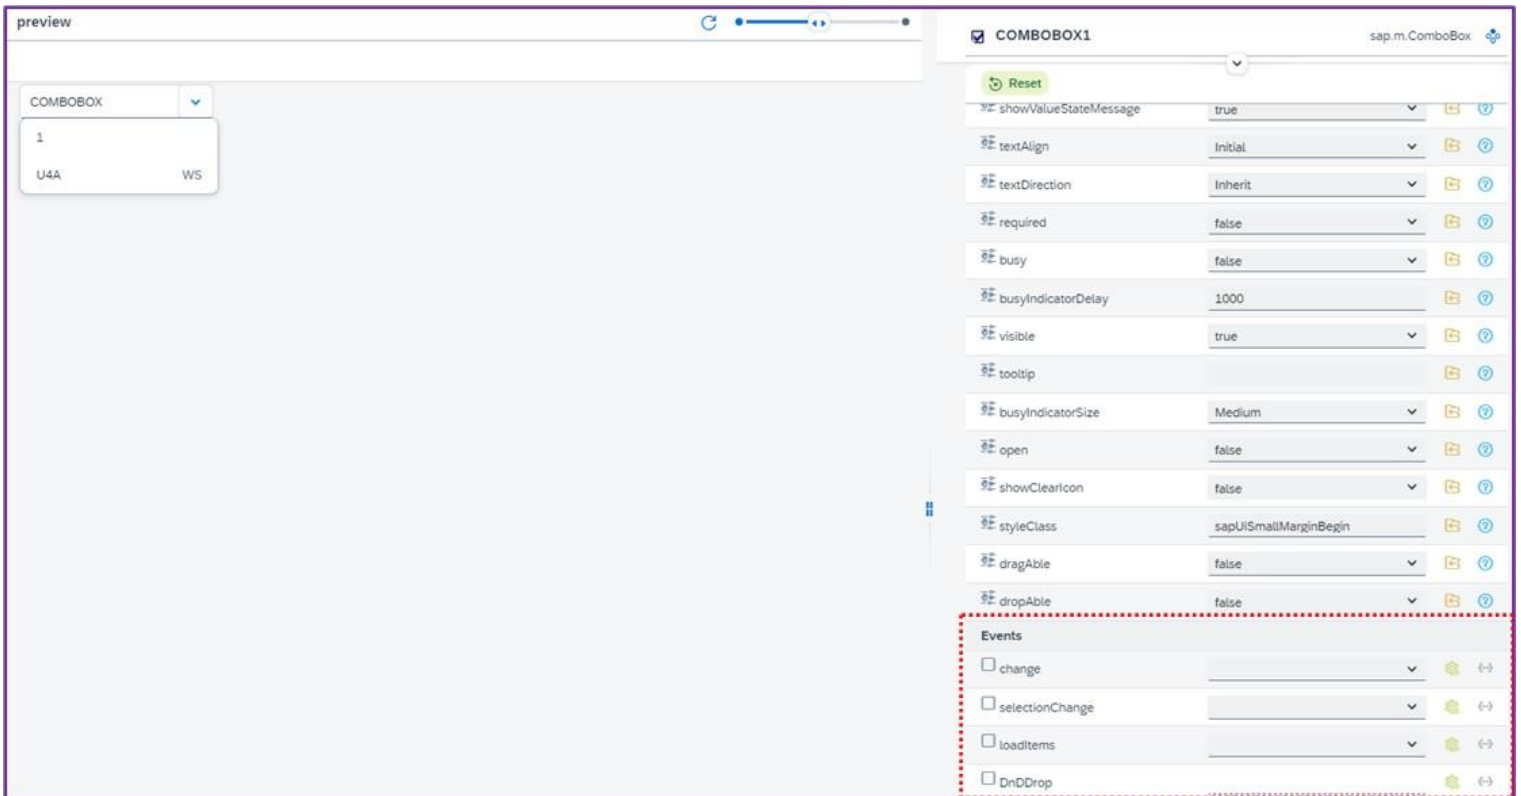 preview
COMBOBOX
1
U4A WS
COMBOBOX1 sap.m.ComboBox
Reset
showValueStateMessage true
textAlign Initial
textDirection Inherit
required false
busy false
busyIndicatorDelay 1000
visible true
tooltip
busyIndicatorSize Medium
open false
showClearIcon false
styleClass sapUiSmallMarginBegin
dragAble false
dropAble false
Events
change
selectionChange
loadItems
DnDDrop